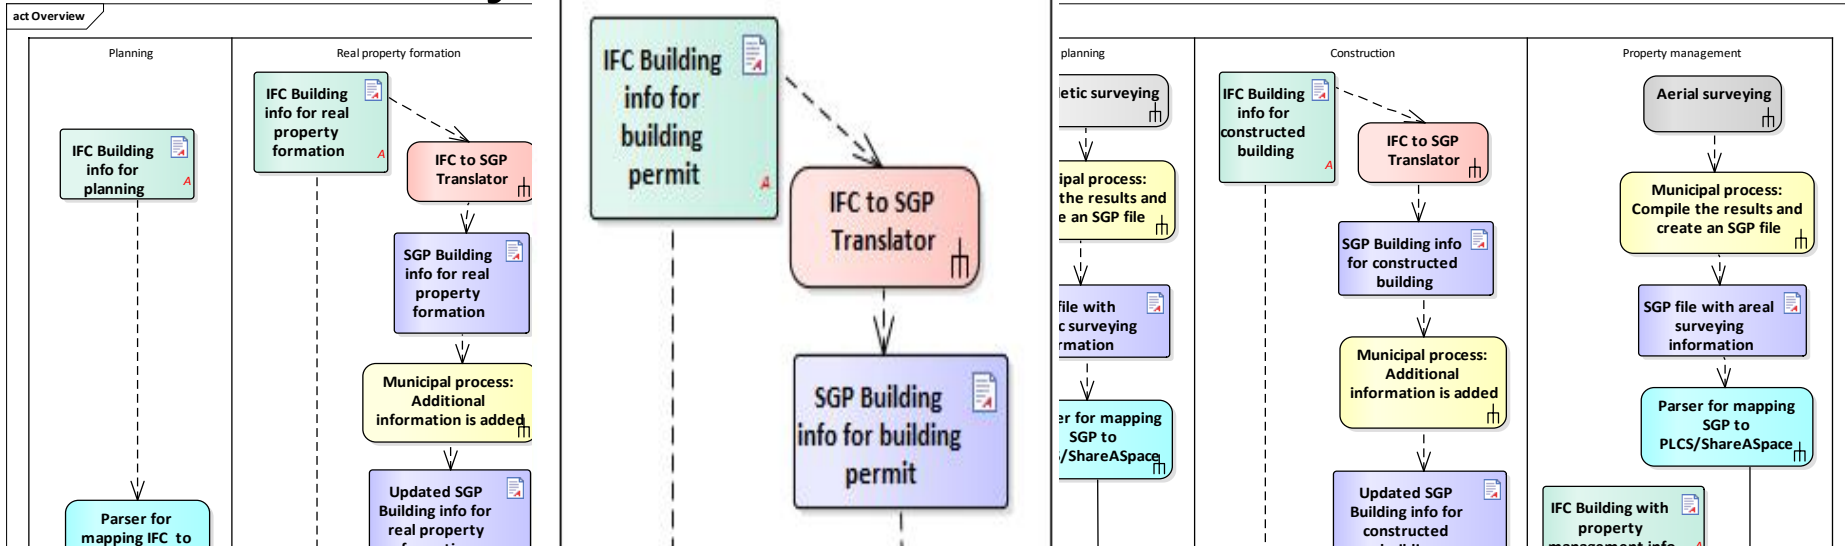 act Overview
Planning
IFC Building
info for
planning
A
Parser for
mapping IFC to
Real property formation
IFC Building
info for real
property
formation
A
IFC to SGP
Translator
SGP Building
info for real
property
formation
Municipal process:
Additional
information is added
Updated SGP
Building info for
real property
IFC Building
info for
building
permit
A
IFC to SGP
Translator
SGP Building
info for building
permit
planning
etic surveying
ipal process:
the results and
e an SGP file
file with
c surveying
rmation
er for mapping
SGP to
/ShareASpace
Construction
IFC Building
info for
constructed
building
A
IFC to SGP
Translator
SGP Building info
for constructed
building
Municipal process:
Additional
information is added
Updated SGP
Building info for
constructed
Property management
Aerial surveying
Municipal process:
Compile the results and
create an SGP file
SGP file with areal
surveying
information
Parser for mapping
SGP to
PLCS/ShareASpace
IFC Building with
property
management info